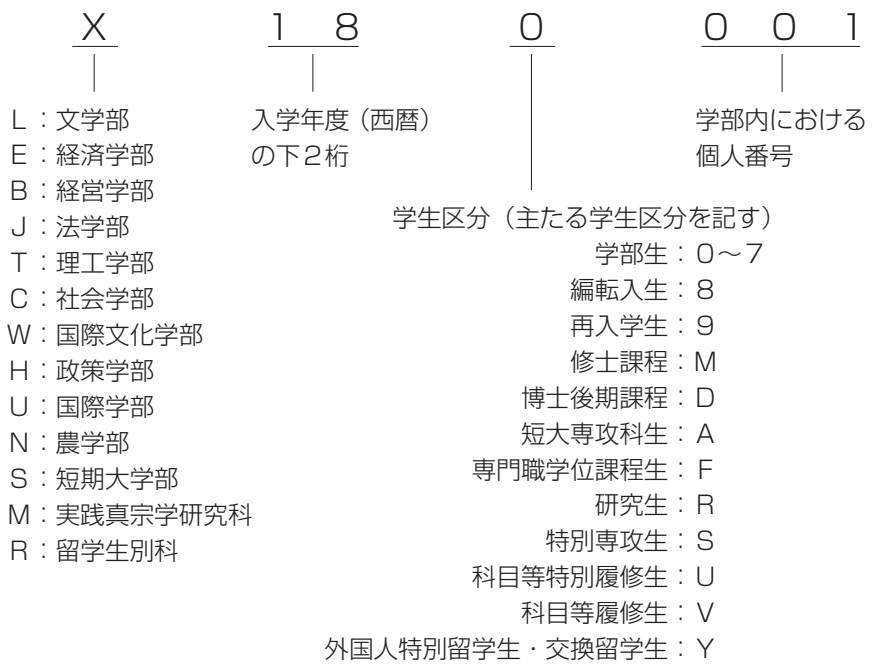 X 18 0 001
L：文学部
E：経済学部
B：経営学部
J：法学部
T：理工学部
C：社会学部
W：国際文化学部
H：政策学部
U：国際学部
N：農学部
S：短期大学部
M：実践真宗学研究科
R：留学生別科
入学年度（西暦）
の下２桁
学部内における
個人番号
学生区分（主たる学生区分を記す）
学部生：０～７
編転入生：８
再入学生：９
修士課程：M
博士後期課程：D
短大専攻科生：A
専門職学位課程生：F
研究生：R
特別専攻生：S
科目等特別履修生：U
科目等履修生：V
外国人特別留学生・交換留学生：Y